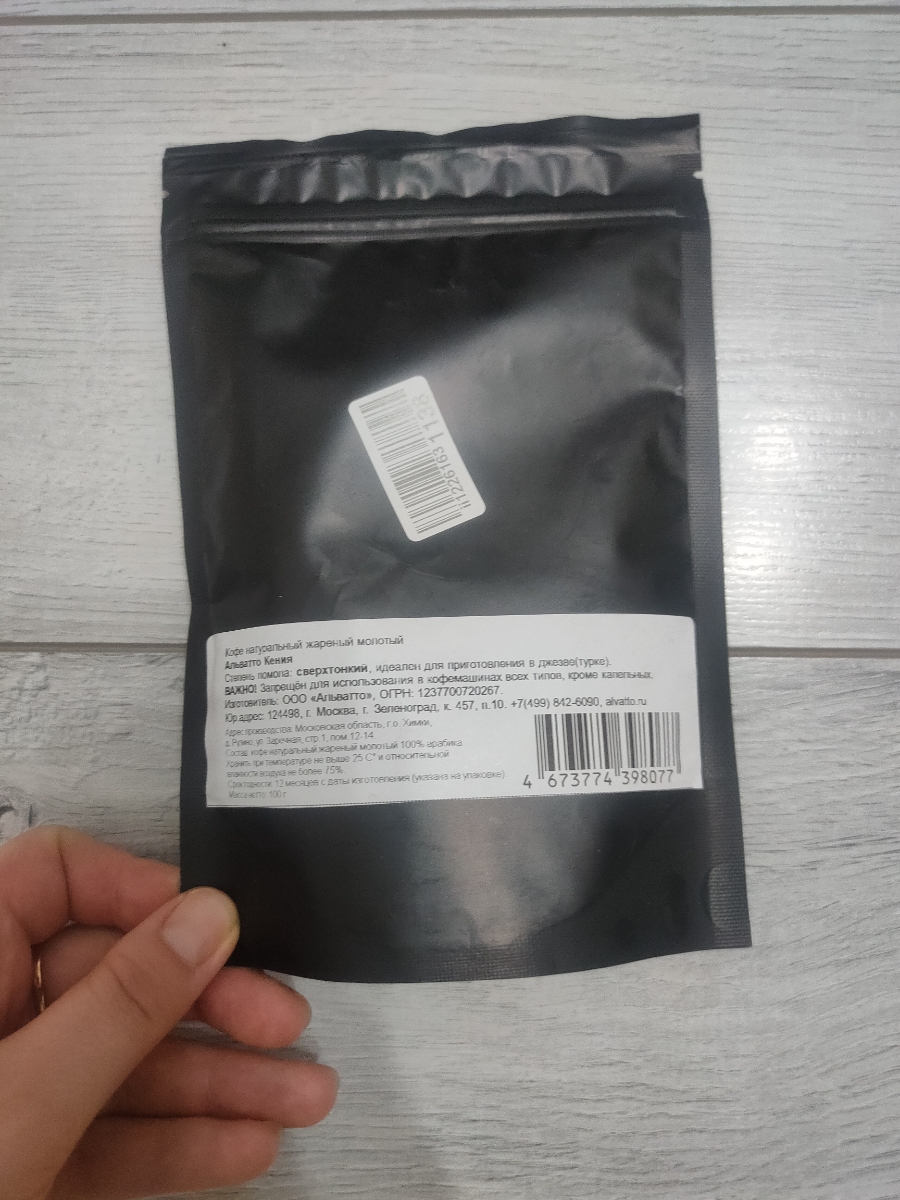 ii1226163 1138
Кофе натуральный жареный молотый
Альватто Кения
Степень помола: сверхтонкий, идеален для приготовления в джезве(турке).
ВАЖНО! Запрещён для использования в кофемашинах всех типов, кроме капельных.
Изготовитель: ООО «Альватто», ОГРН: 1237700720267.
Юр.адрес: 124498, г. Москва, г. Зеленоград, к. 457, п.10. +7(499) 842-6090, alvatto.ru
Адрес производства: Московская область, г.о. Химки,
д. Рузино, ул. Заречная, стр.1, пом.12-14.
Состав: кофе натуральный жареный молотый 100% арабика.
Хранить при температуре не выше 25 С° и относительной
влажности воздуха не более 75%.
Срок годности: 12 месяцев с даты изготовления (указана на упаковке)
Масса нетто: 100 г
4 673774 398077